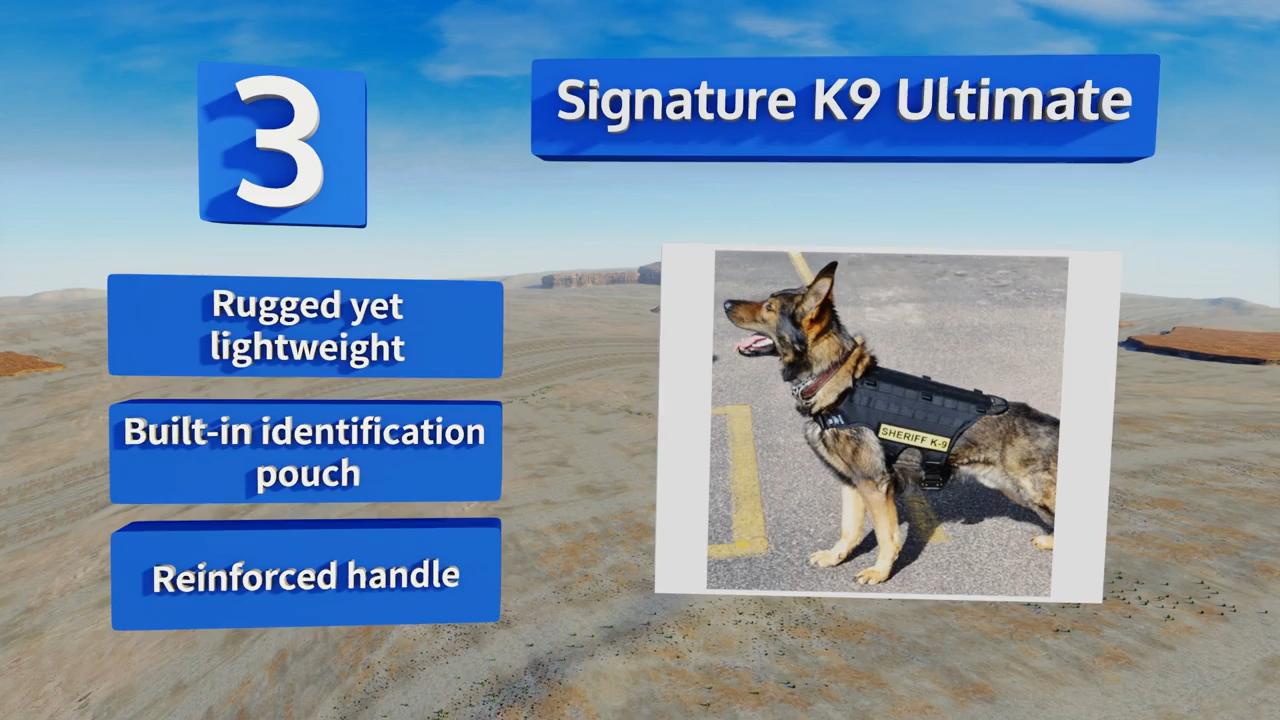 3
Signature K9 Ultimate
Rugged yet
lightweight
Built-in identification
pouch
Reinforced handle
SHERIFF K-9